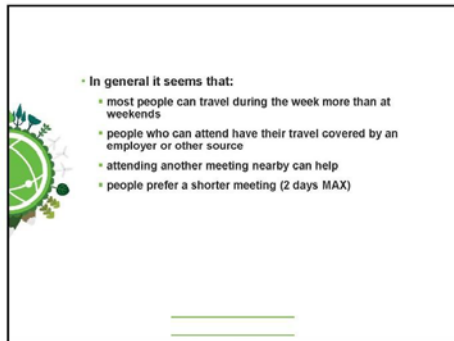 In general it seems that:
most people can travel during the week more than at
weekends
people who can attend have their travel covered by an
employer or other source
attending another meeting nearby can help
people prefer a shorter meeting (2 days MAX)